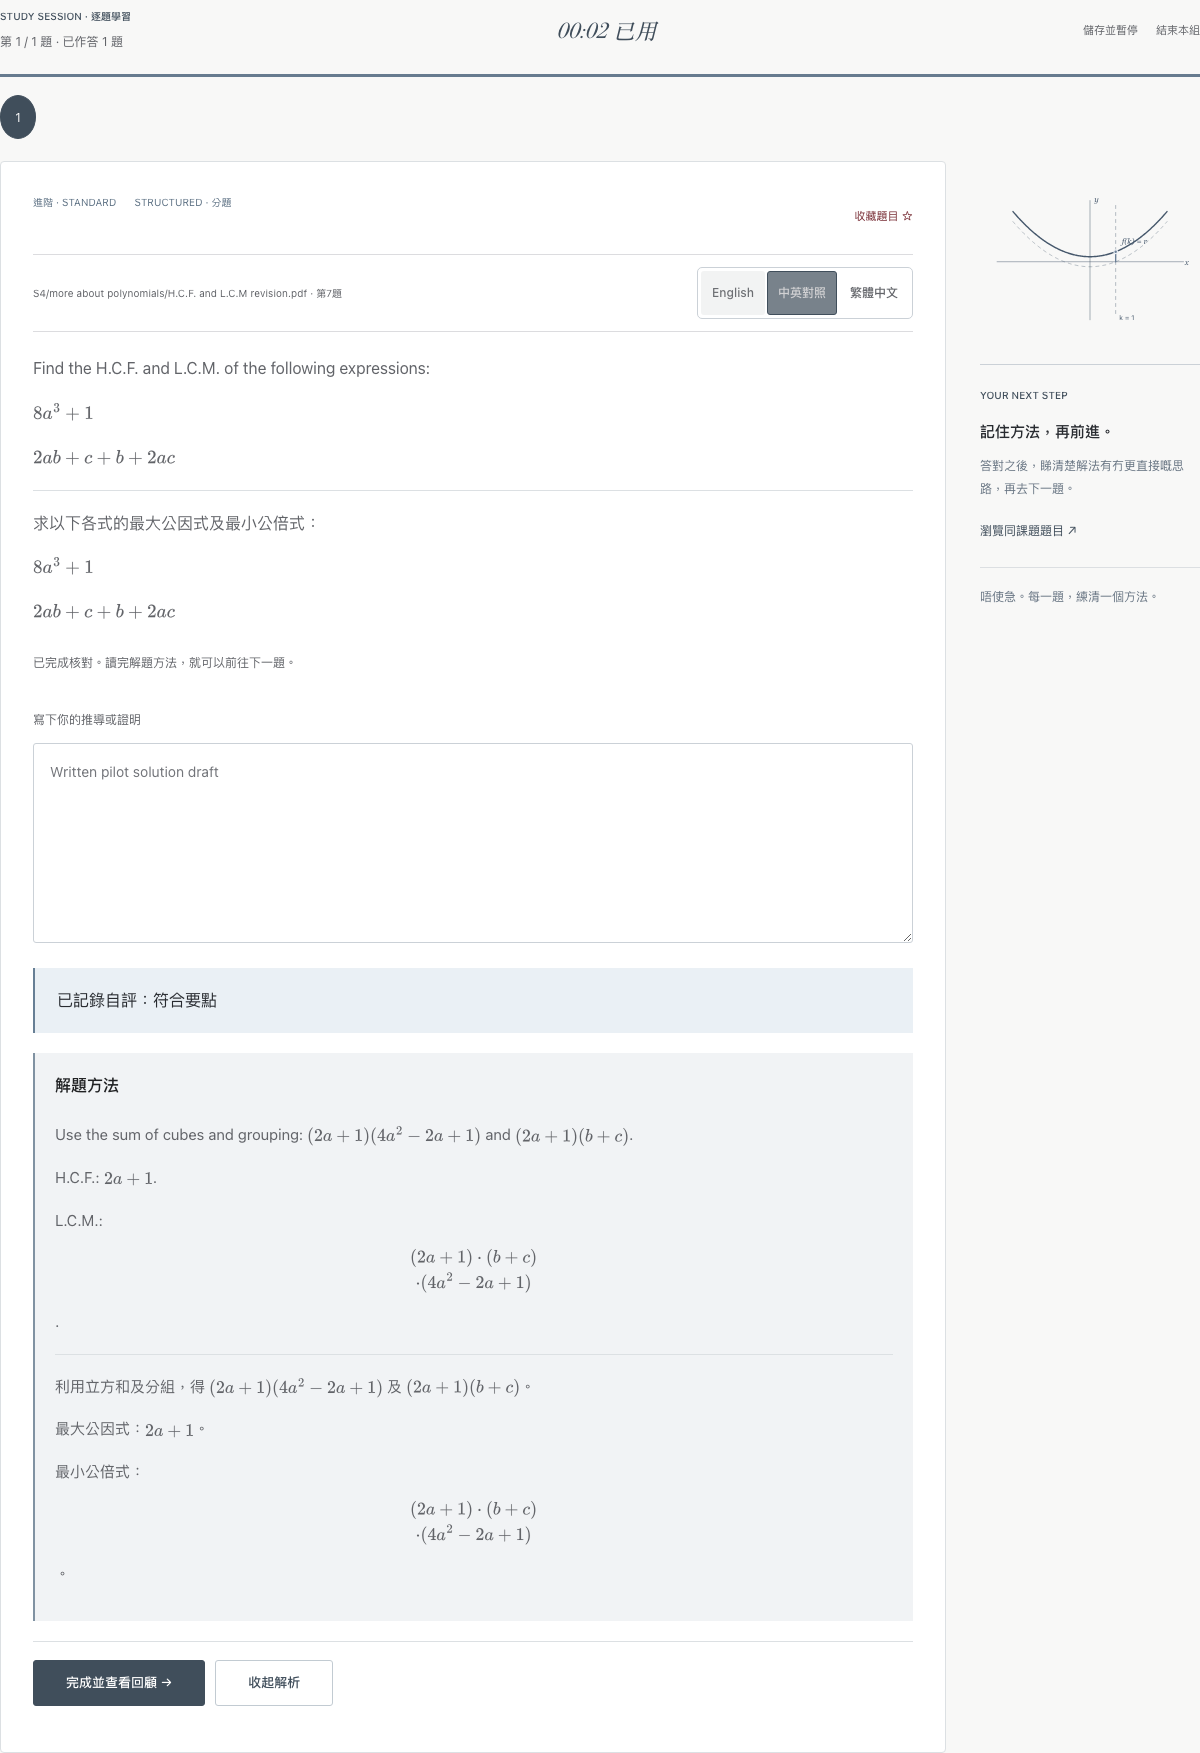 STUDY SESSION · 逐題學習
第 1 / 1 題 · 已作答 1 題
00:02 已用
儲存並暫停 結束本組
1
進階 · STANDARD STRUCTURED · 分題
收藏題目 ☆
S4/more about polynomials/H.C.F. and L.C.M revision.pdf · 第7題
English 中英對照 繁體中文
Find the H.C.F. and L.C.M. of the following expressions:
8a³ + 1
2ab + c + b + 2ac
求以下各式的最大公因式及最小公倍式：
8a³ + 1
2ab + c + b + 2ac
已完成核對。讀完解題方法，就可以前往下一題。
寫下你的推導或證明
Written pilot solution draft
已記錄自評：符合要點
解題方法
Use the sum of cubes and grouping: (2a + 1)(4a² − 2a + 1) and (2a + 1)(b + c).
H.C.F.: 2a + 1.
L.C.M.:
(2a + 1) · (b + c)
·(4a² − 2a + 1)
.
利用立方和及分組，得 (2a + 1)(4a² − 2a + 1) 及 (2a + 1)(b + c)。
最大公因式：2a + 1。
最小公倍式：
(2a + 1) · (b + c)
·(4a² − 2a + 1)
。
完成並查看回顧 → 收起解析
y
f(k) = r
x
k = 1
YOUR NEXT STEP
記住方法，再前進。
答對之後，睇清楚解法有冇更直接嘅思
路，再去下一題。
瀏覽同課題題目 ↗
唔使急。每一題，練清一個方法。